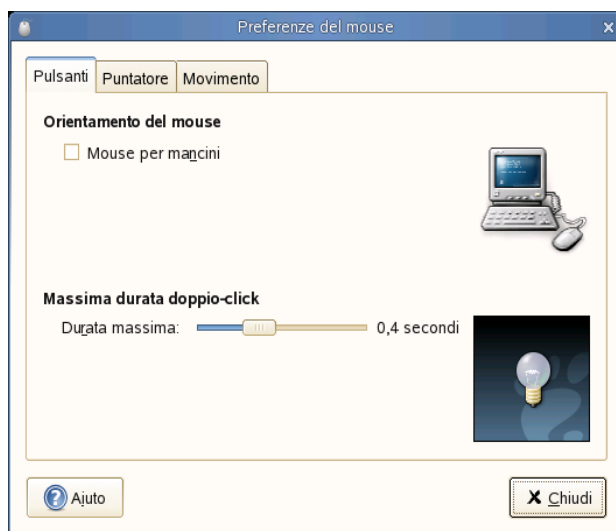 Preferenze del mouse
Pulsanti Puntatore Movimento
Orientamento del mouse
Mouse per mancini
Massima durata doppio-click
Durata massima: 0,4 secondi
Aiuto Chiudi